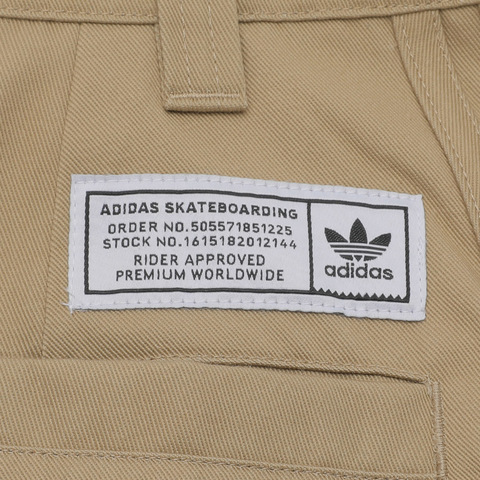 ADIDAS SKATEBOARDING
ORDER NO.505571851225
STOCK NO.1615182012144
RIDER APPROVED
PREMIUM WORLDWIDE
adidas